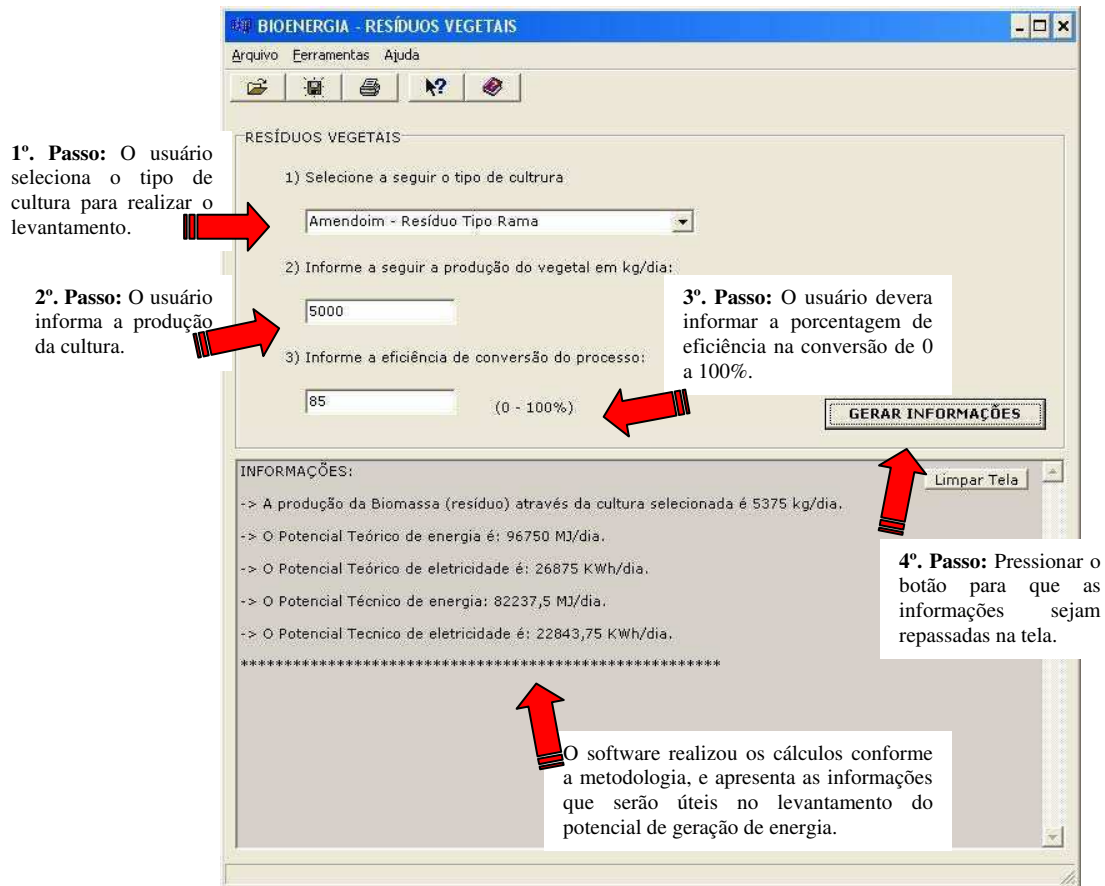 BIOENERGIA - RESÍDUOS VEGETAIS
Arquivo Ferramentas Ajuda
RESÍDUOS VEGETAIS
1º. Passo: O usuário
seleciona o tipo de
cultura para realizar o
levantamento.
1) Selecione a seguir o tipo de cultrura
Amendoim - Resíduo Tipo Rama
2) Informe a seguir a produção do vegetal em kg/dia:
2º. Passo: O usuário
informa a produção
da cultura.
5000
3º. Passo: O usuário devera
informar a porcentagem de
eficiência na conversão de 0
a 100%.
3) Informe a eficiência de conversão do processo:
85
(0 - 100%)
GERAR INFORMAÇÕES
INFORMAÇÕES:
Limpar Tela
-> A produção da Biomassa (resíduo) através da cultura selecionada é 5375 kg/dia.
-> O Potencial Teórico de energia é: 96750 MJ/dia.
-> O Potencial Teórico de eletricidade é: 26875 KWh/dia.
-> O Potencial Técnico de energia: 82237,5 MJ/dia.
-> O Potencial Tecnico de eletricidade é: 22843,75 KWh/dia.
*******************************************************
4º. Passo: Pressionar o
botão para que as
informações sejam
repassadas na tela.
O software realizou os cálculos conforme
a metodologia, e apresenta as informações
que serão úteis no levantamento do
potencial de geração de energia.